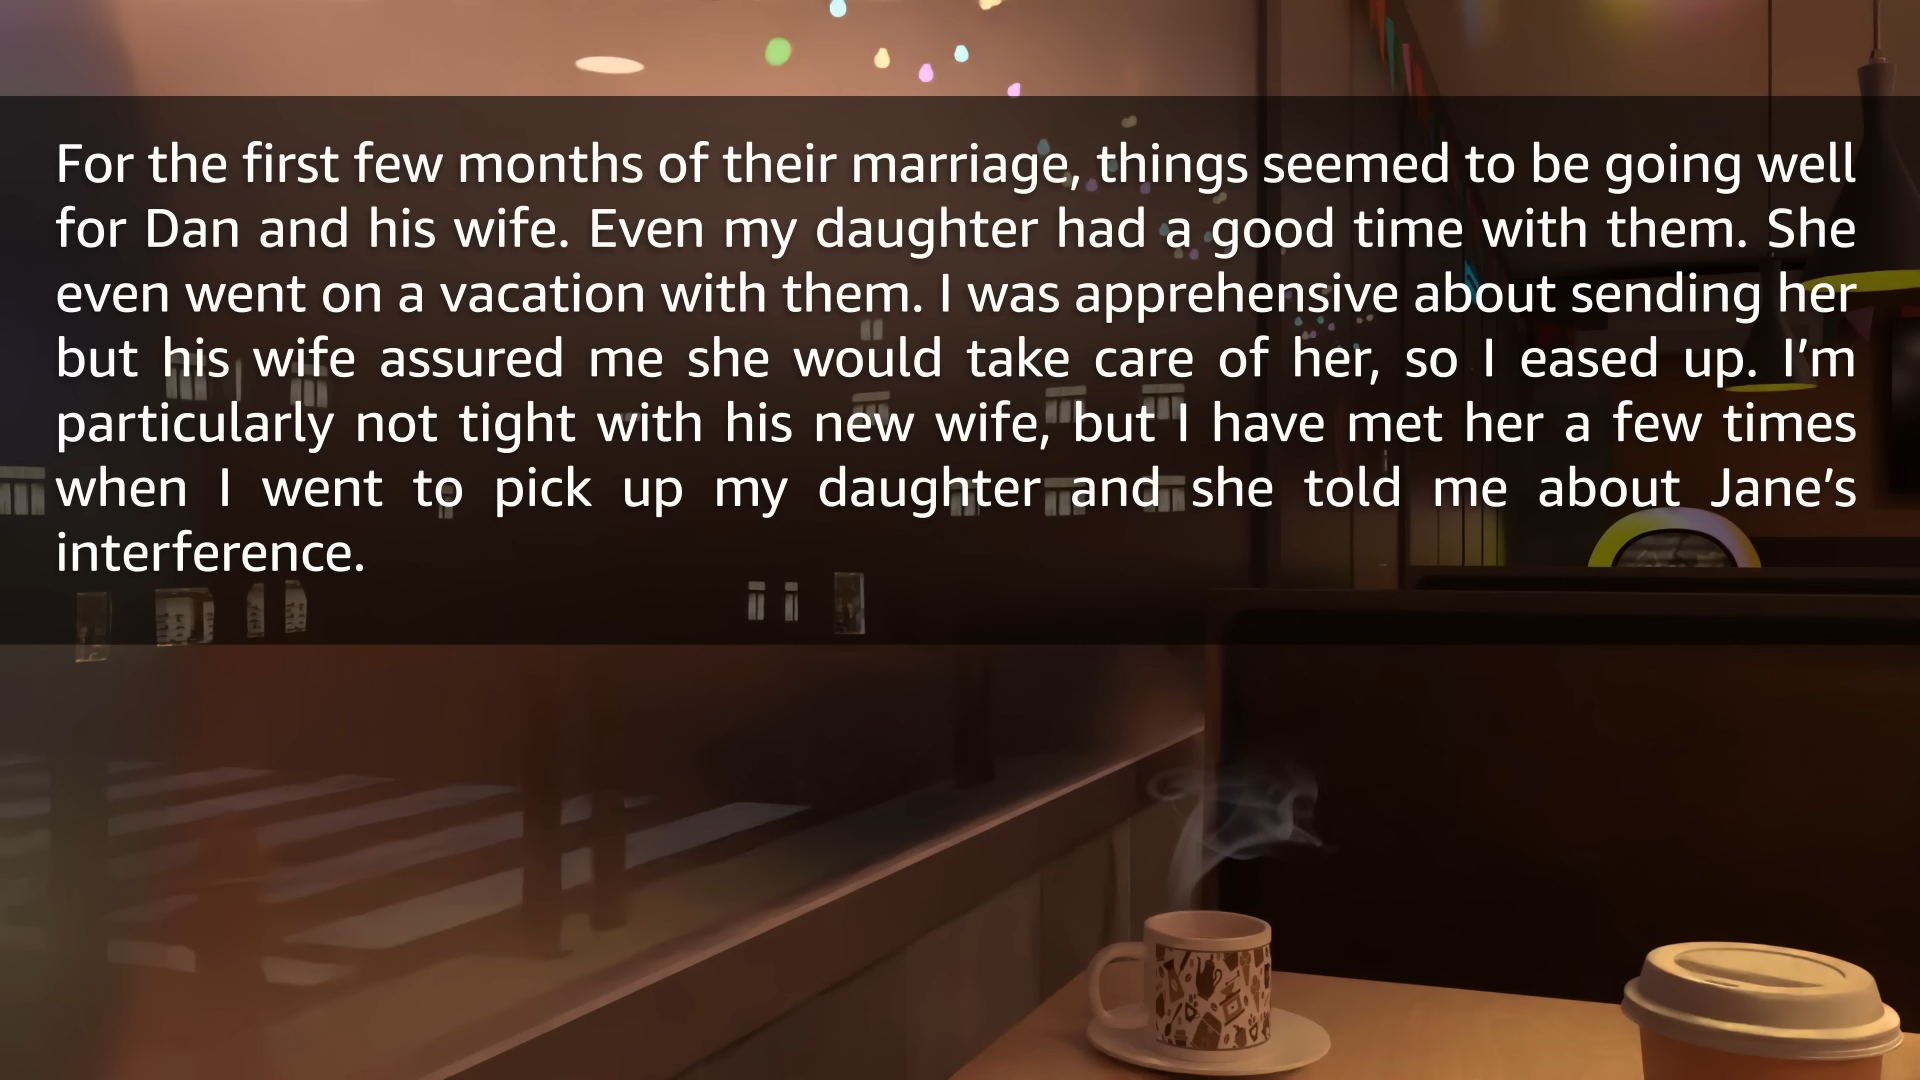 For the first few months of their marriage, things seemed to be going well
for Dan and his wife. Even my daughter had a good time with them. She
even went on a vacation with them. I was apprehensive about sending her
but his wife assured me she would take care of her, so I eased up. I’m
particularly not tight with his new wife, but I have met her a few times
when I went to pick up my daughter and she told me about Jane’s
interference.